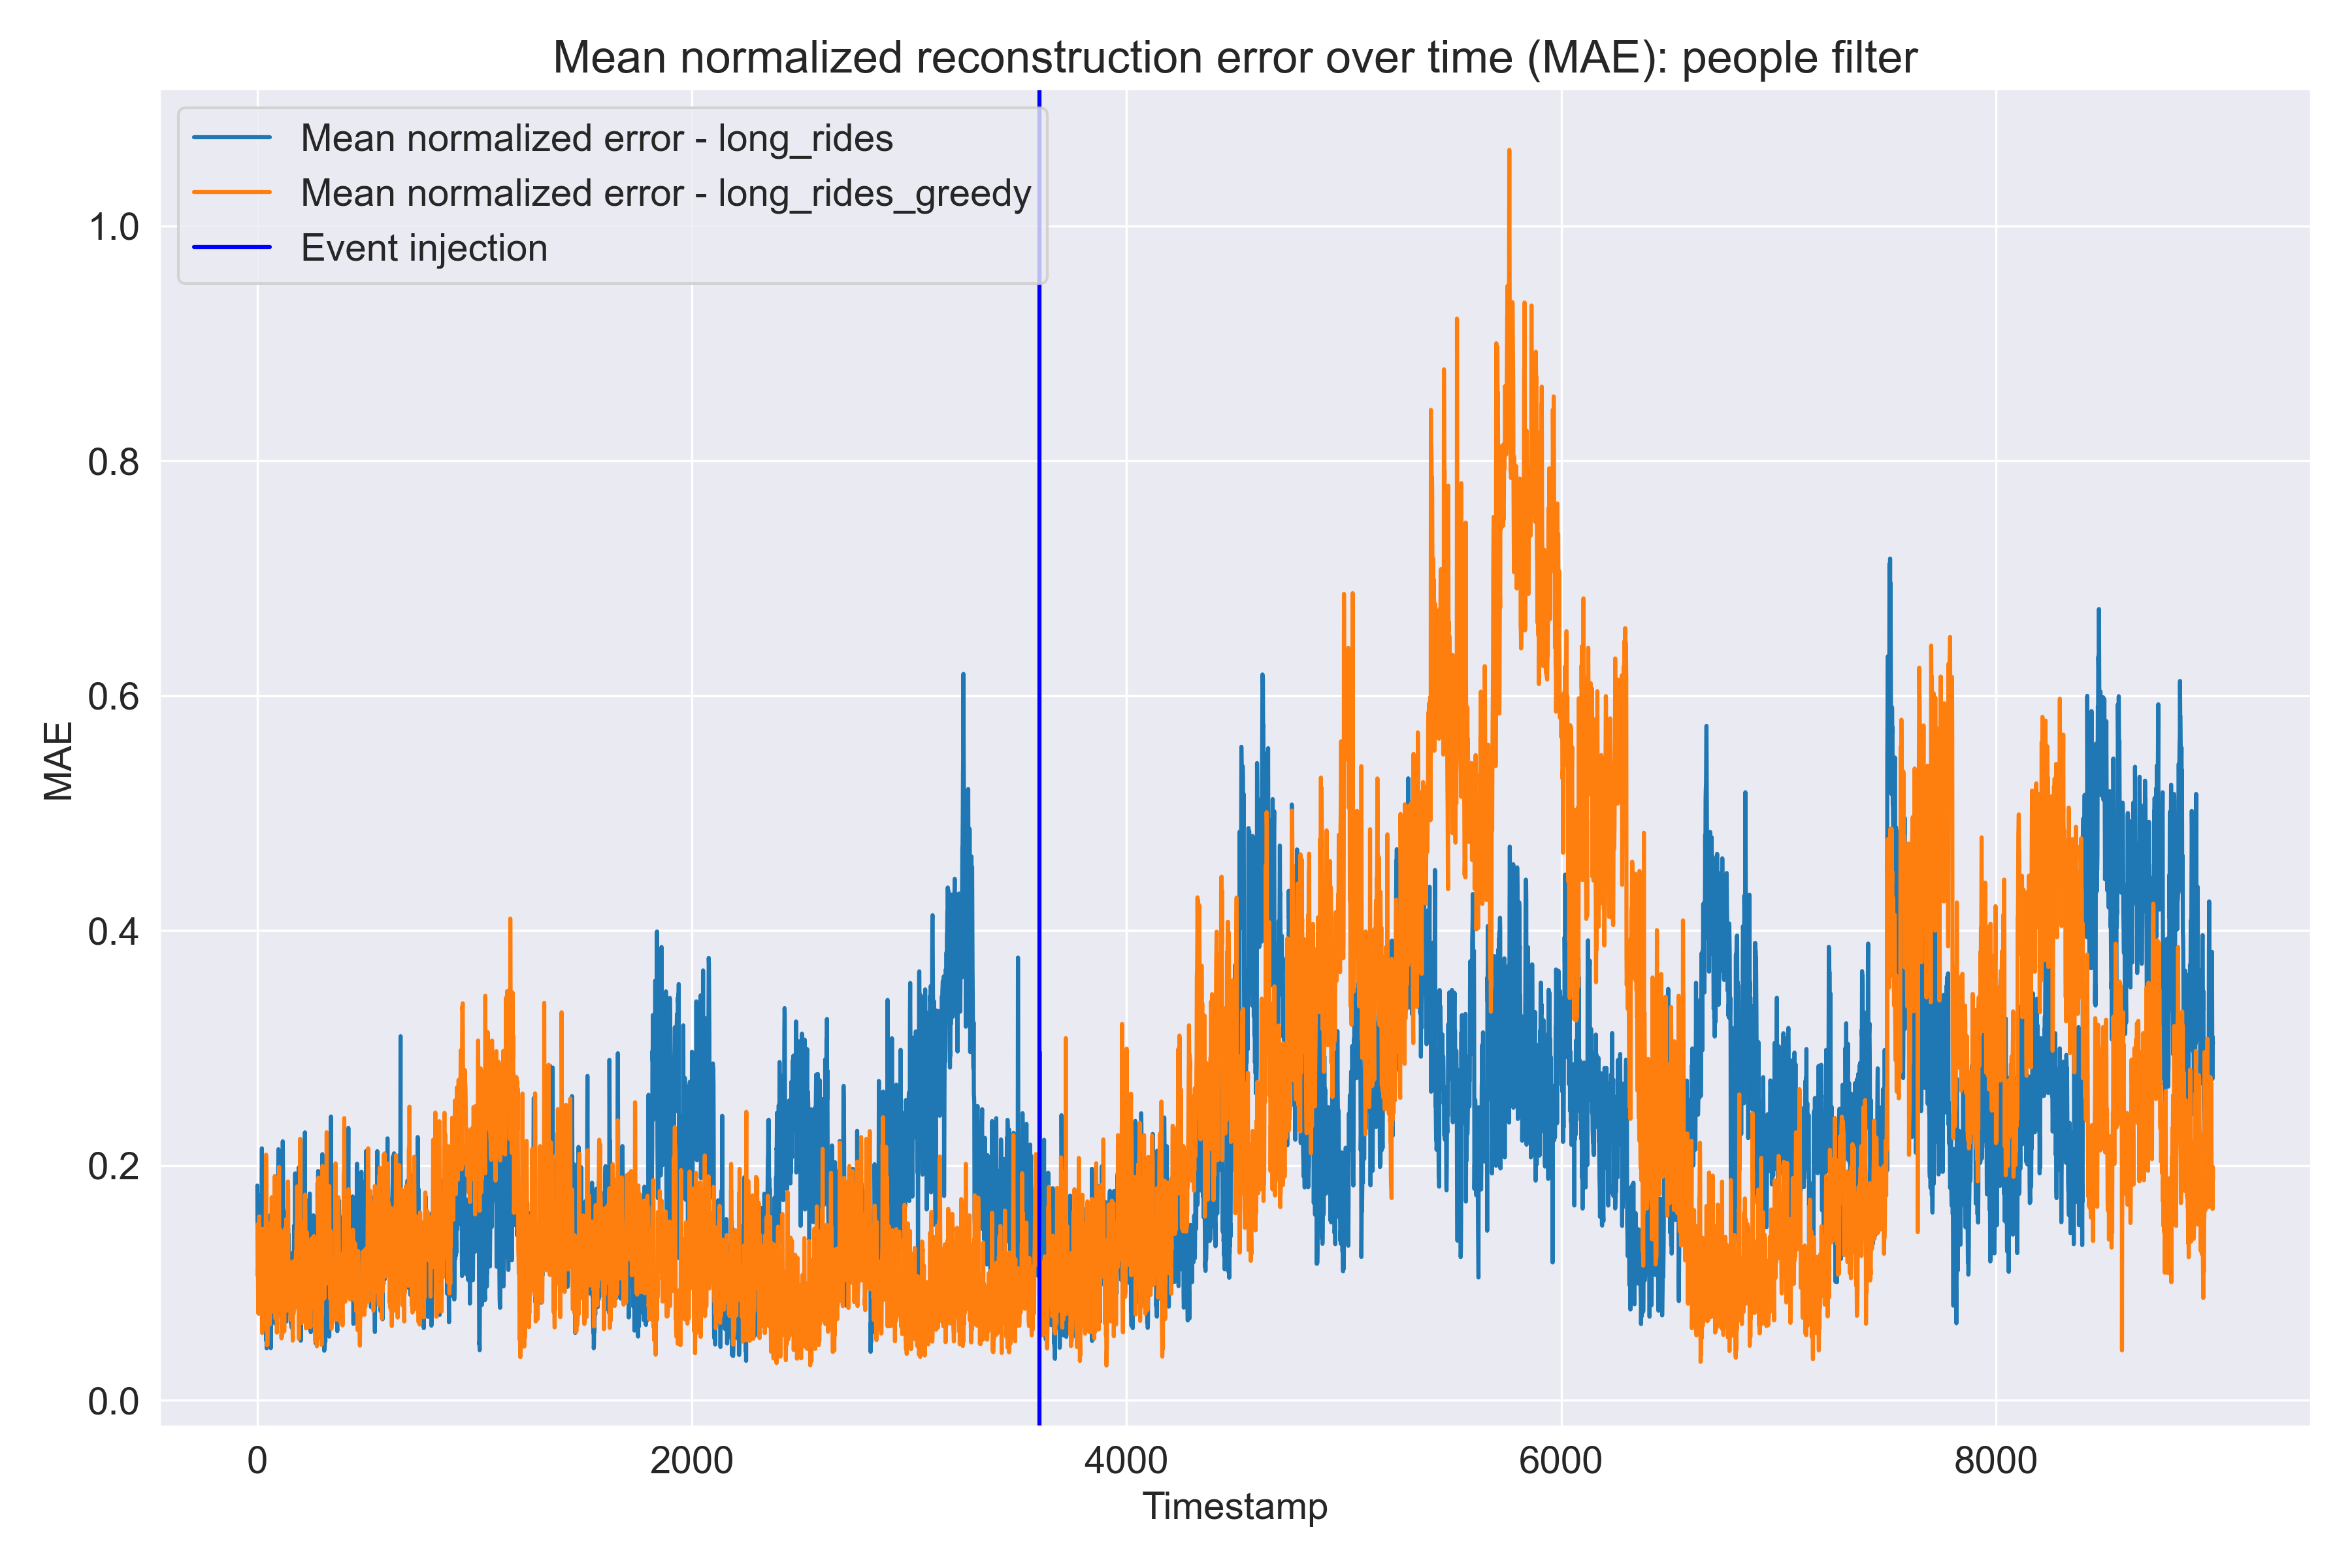 Mean normalized reconstruction error over time (MAE): people filter
Mean normalized error - long_rides
Mean normalized error - long_rides_greedy
Event injection
1.0
0.8
0.6
0.4
0.2
0.0
MAE
0 2000 4000 6000 8000
Timestamp